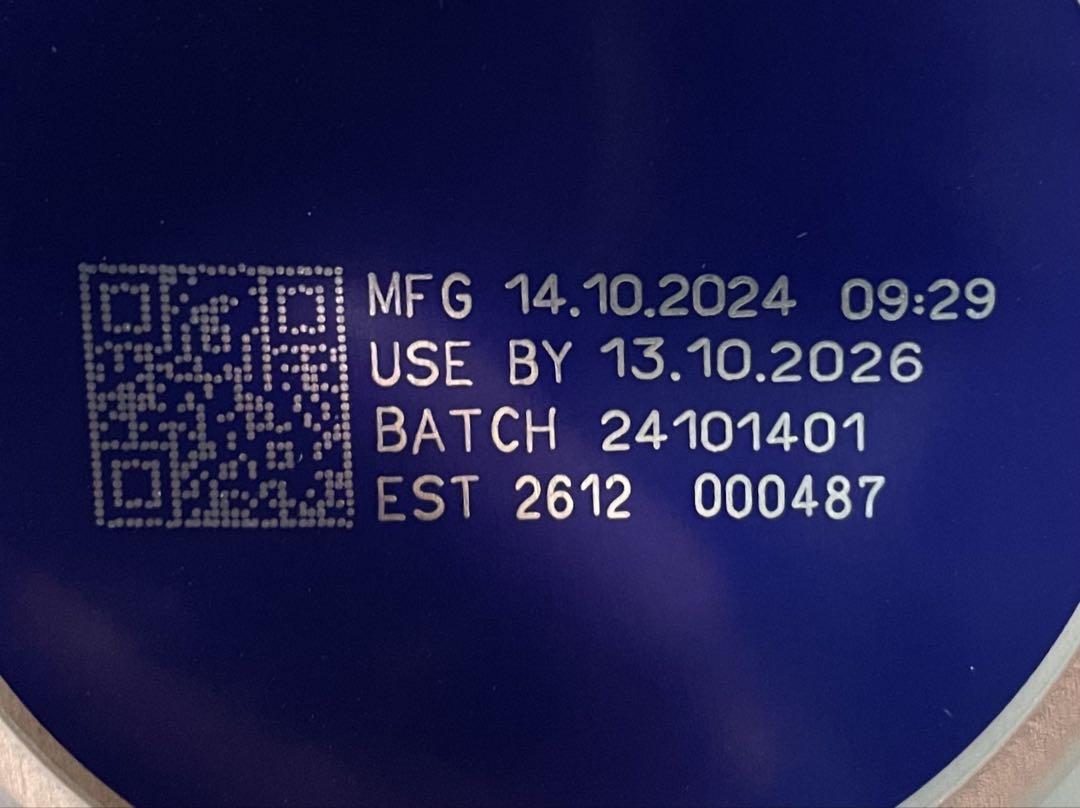 MFG 14.10.2024 09:29
USE BY 13.10.2026
BATCH 24101401
EST 2612 000487